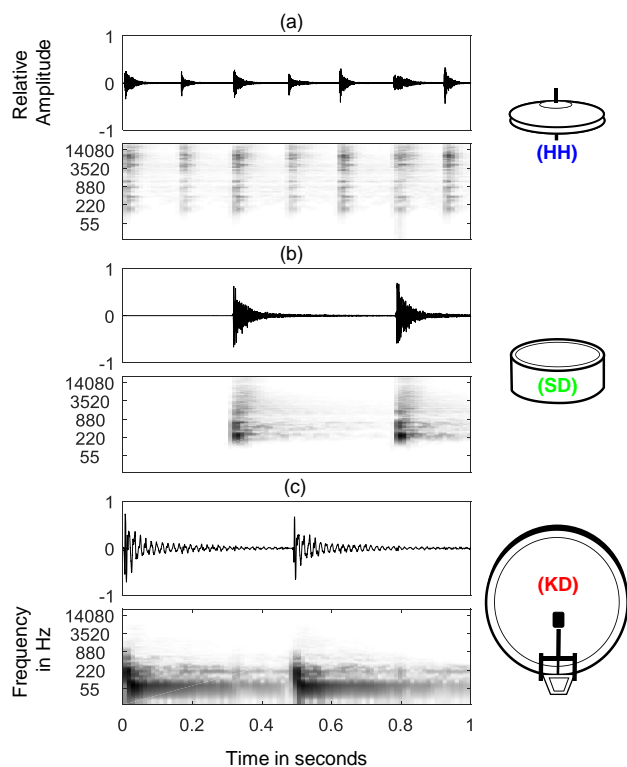 (a)
Relative
Amplitude
1
0
-1
14080
3520
880
220
55
(HH)
(b)
1
0
-1
14080
3520
880
220
55
(SD)
(c)
1
0
-1
Frequency
in Hz
14080
3520
880
220
55
(KD)
0 0.2 0.4 0.6 0.8 1
Time in seconds